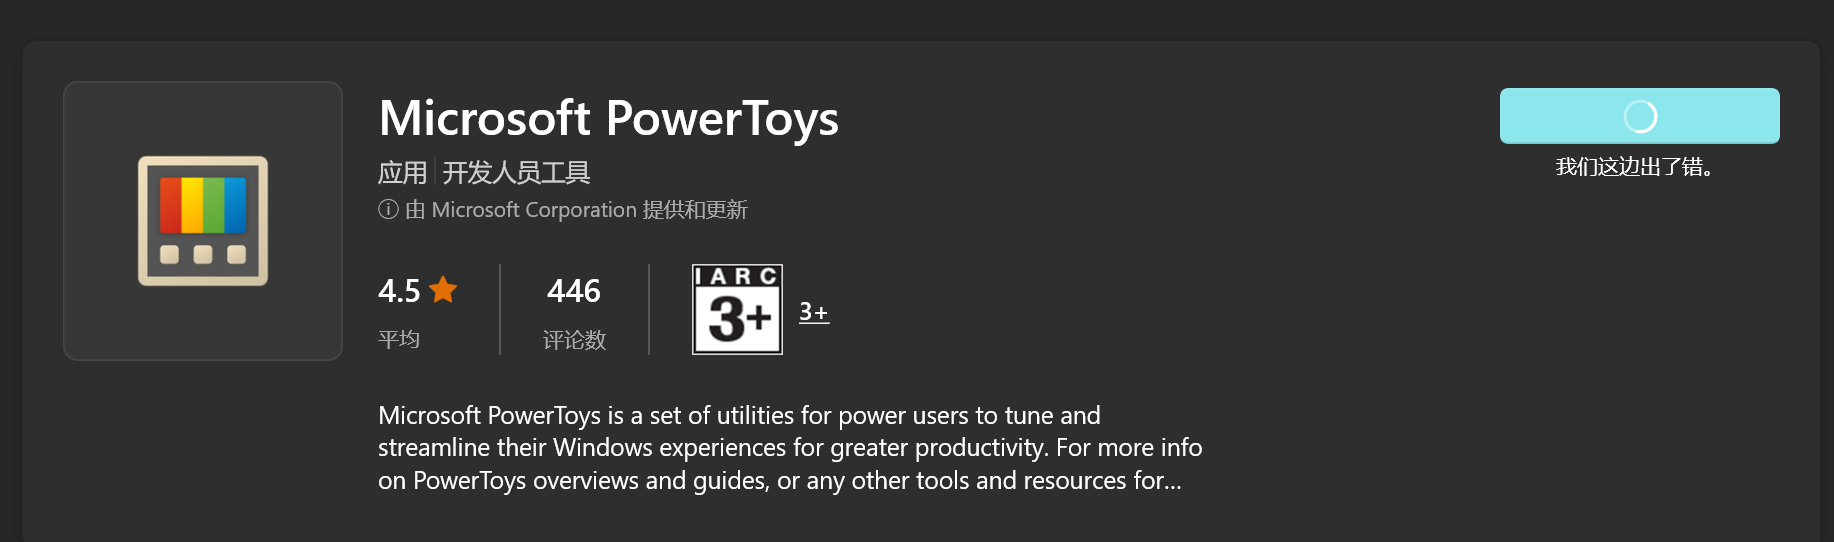 Microsoft PowerToys
应用 开发人员工具
由 Microsoft Corporation 提供和更新
我们这边出了错。
4.5
平均
446
评论数
IARC
3+
3+
Microsoft PowerToys is a set of utilities for power users to tune and
streamline their Windows experiences for greater productivity. For more info
on PowerToys overviews and guides, or any other tools and resources for...